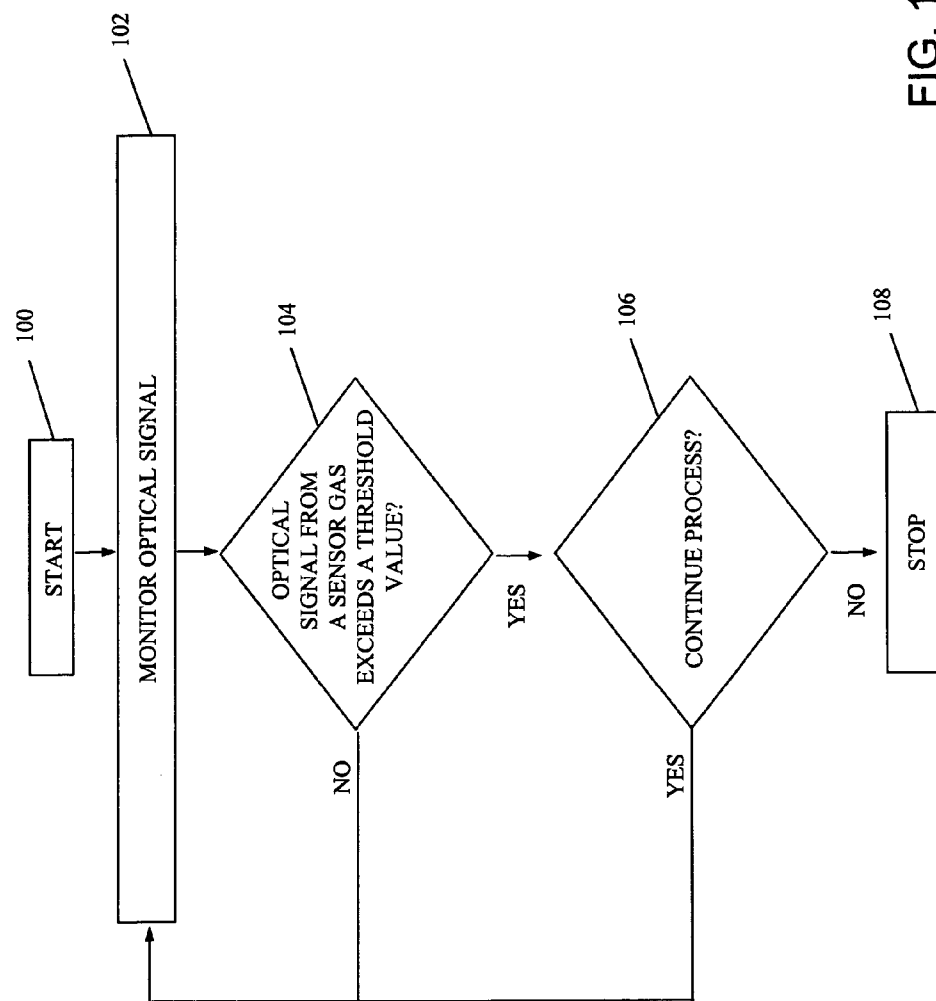 START
100
MONITOR OPTICAL SIGNAL
102
OPTICAL
SIGNAL FROM
A SENSOR GAS
EXCEEDS A THRESHOLD
VALUE?
104
NO
YES
CONTINUE PROCESS?
106
YES
NO
STOP
108
FIG. 1